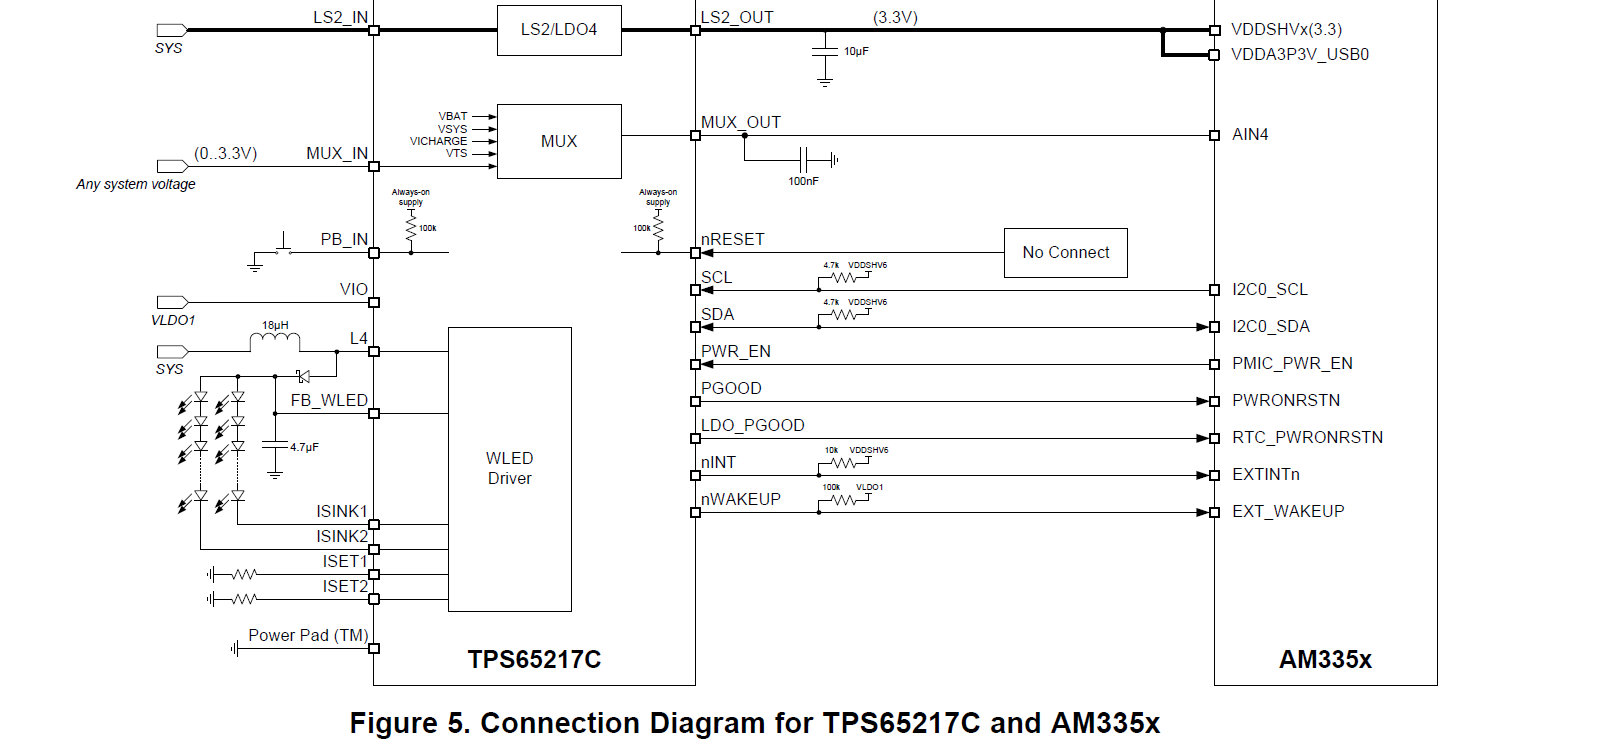 LS2_IN
LS2/LDO4
LS2_OUT
(3.3V)
VDDSHVx(3.3)
SYS
10µF
VDDA3P3V_USB0
VBAT
VSYS
VICHARGE
VTS
MUX
MUX_OUT
AIN4
(0..3.3V)
MUX_IN
Any system voltage
100nF
Always-on
supply
100k
Always-on
supply
100k
PB_IN
nRESET
No Connect
SCL
4.7k VDDSHV6
I2C0_SCL
VIO
VLDO1
SDA
4.7k VDDSHV6
I2C0_SDA
18µH
L4
SYS
PWR_EN
PMIC_PWR_EN
FB_WLED
PGOOD
PWRONRSTN
4.7µF
LDO_PGOOD
RTC_PWRONRSTN
WLED
Driver
nINT
10k VDDSHV6
EXTINTn
nWAKEUP
100k VLDO1
EXT_WAKEUP
ISINK1
ISINK2
ISET1
ISET2
Power Pad (TM)
TPS65217C
AM335x
Figure 5. Connection Diagram for TPS65217C and AM335x